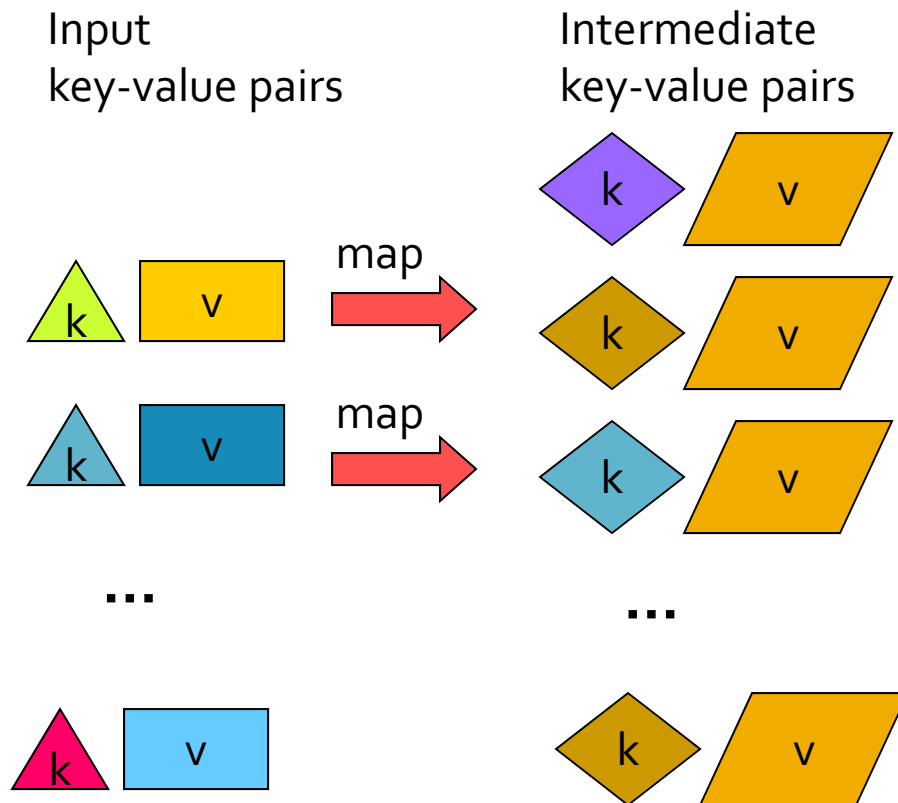 Input
key-value pairs
Intermediate
key-value pairs
k v
map
k v
k v
map
k v
k v
...
...
k v
k v